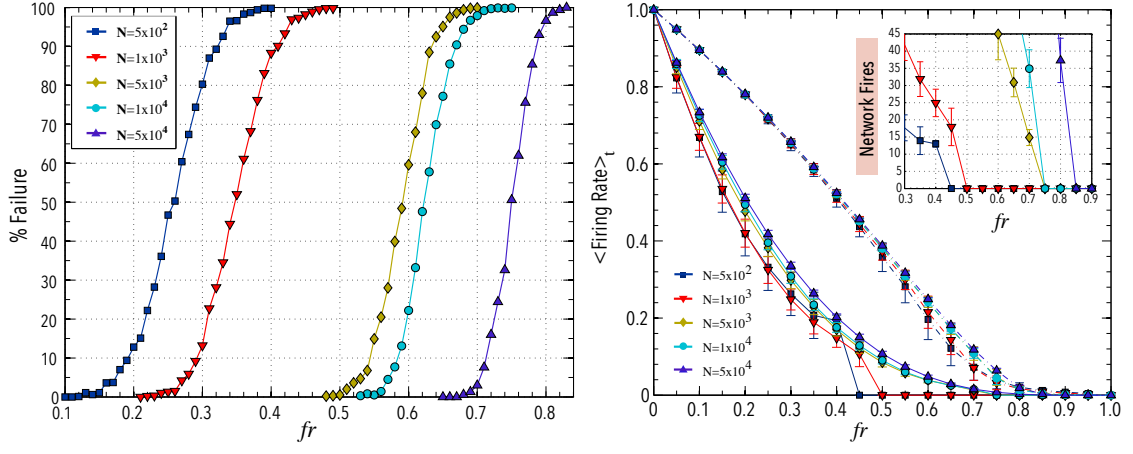 % Failure
100
90
80
70
60
50
40
30
20
10
0
N=5x10²
N=1x10³
N=5x10³
N=1x10⁴
N=5x10⁴
0.1 0.2 0.3 0.4 0.5 0.6 0.7 0.8
fr
<Firing Rate>t
1.0
0.8
0.6
0.4
0.2
0.0
N=5x10²
N=1x10³
N=5x10³
N=1x10⁴
N=5x10⁴
0 0.1 0.2 0.3 0.4 0.5 0.6 0.7 0.8 0.9 1.0
fr
Network Fires
45
40
35
30
25
20
15
10
5
0
0.3 0.4 0.5 0.6 0.7 0.8 0.9
fr